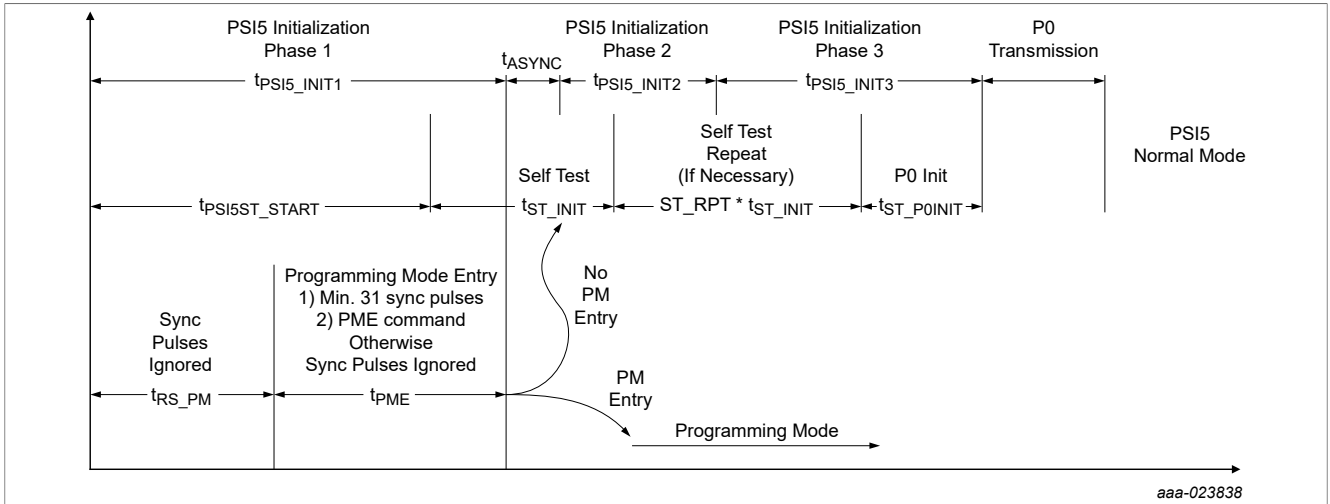 PSI5 Initialization
Phase 1
tASYNC
PSI5 Initialization
Phase 2
PSI5 Initialization
Phase 3
P0
Transmission
tPSI5_INIT1
tPSI5_INIT2
tPSI5_INIT3
PSI5
Normal Mode
Self Test
Self Test
Repeat
(If Necessary)
P0 Init
tPSI5ST_START
tST_INIT
ST_RPT * tST_INIT
tST_P0INIT
Sync
Pulses
Ignored
Programming Mode Entry
1) Min. 31 sync pulses
2) PME command
Otherwise
Sync Pulses Ignored
No
PM
Entry
tRS_PM
tPME
PM
Entry
Programming Mode
aaa-023838